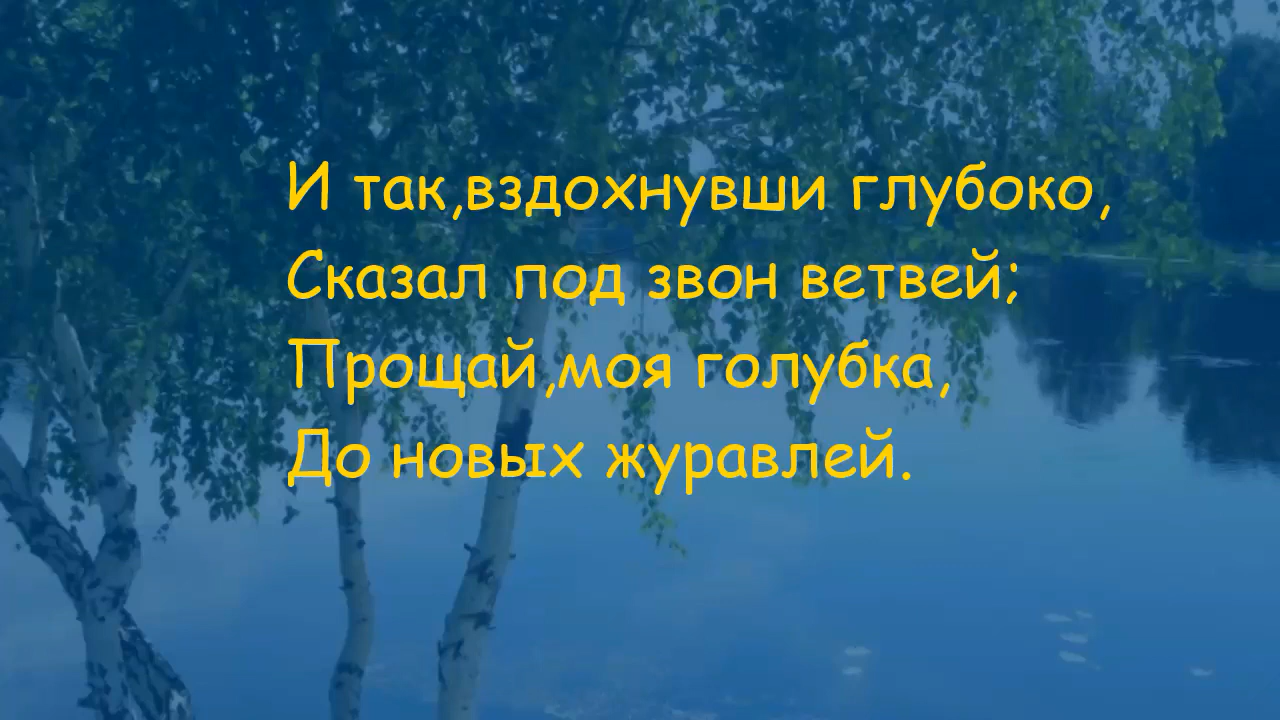 И так,вздохнувши глубоко,
Сказал под звон ветвей;
Прощай,моя голубка,
До новых журавлей.